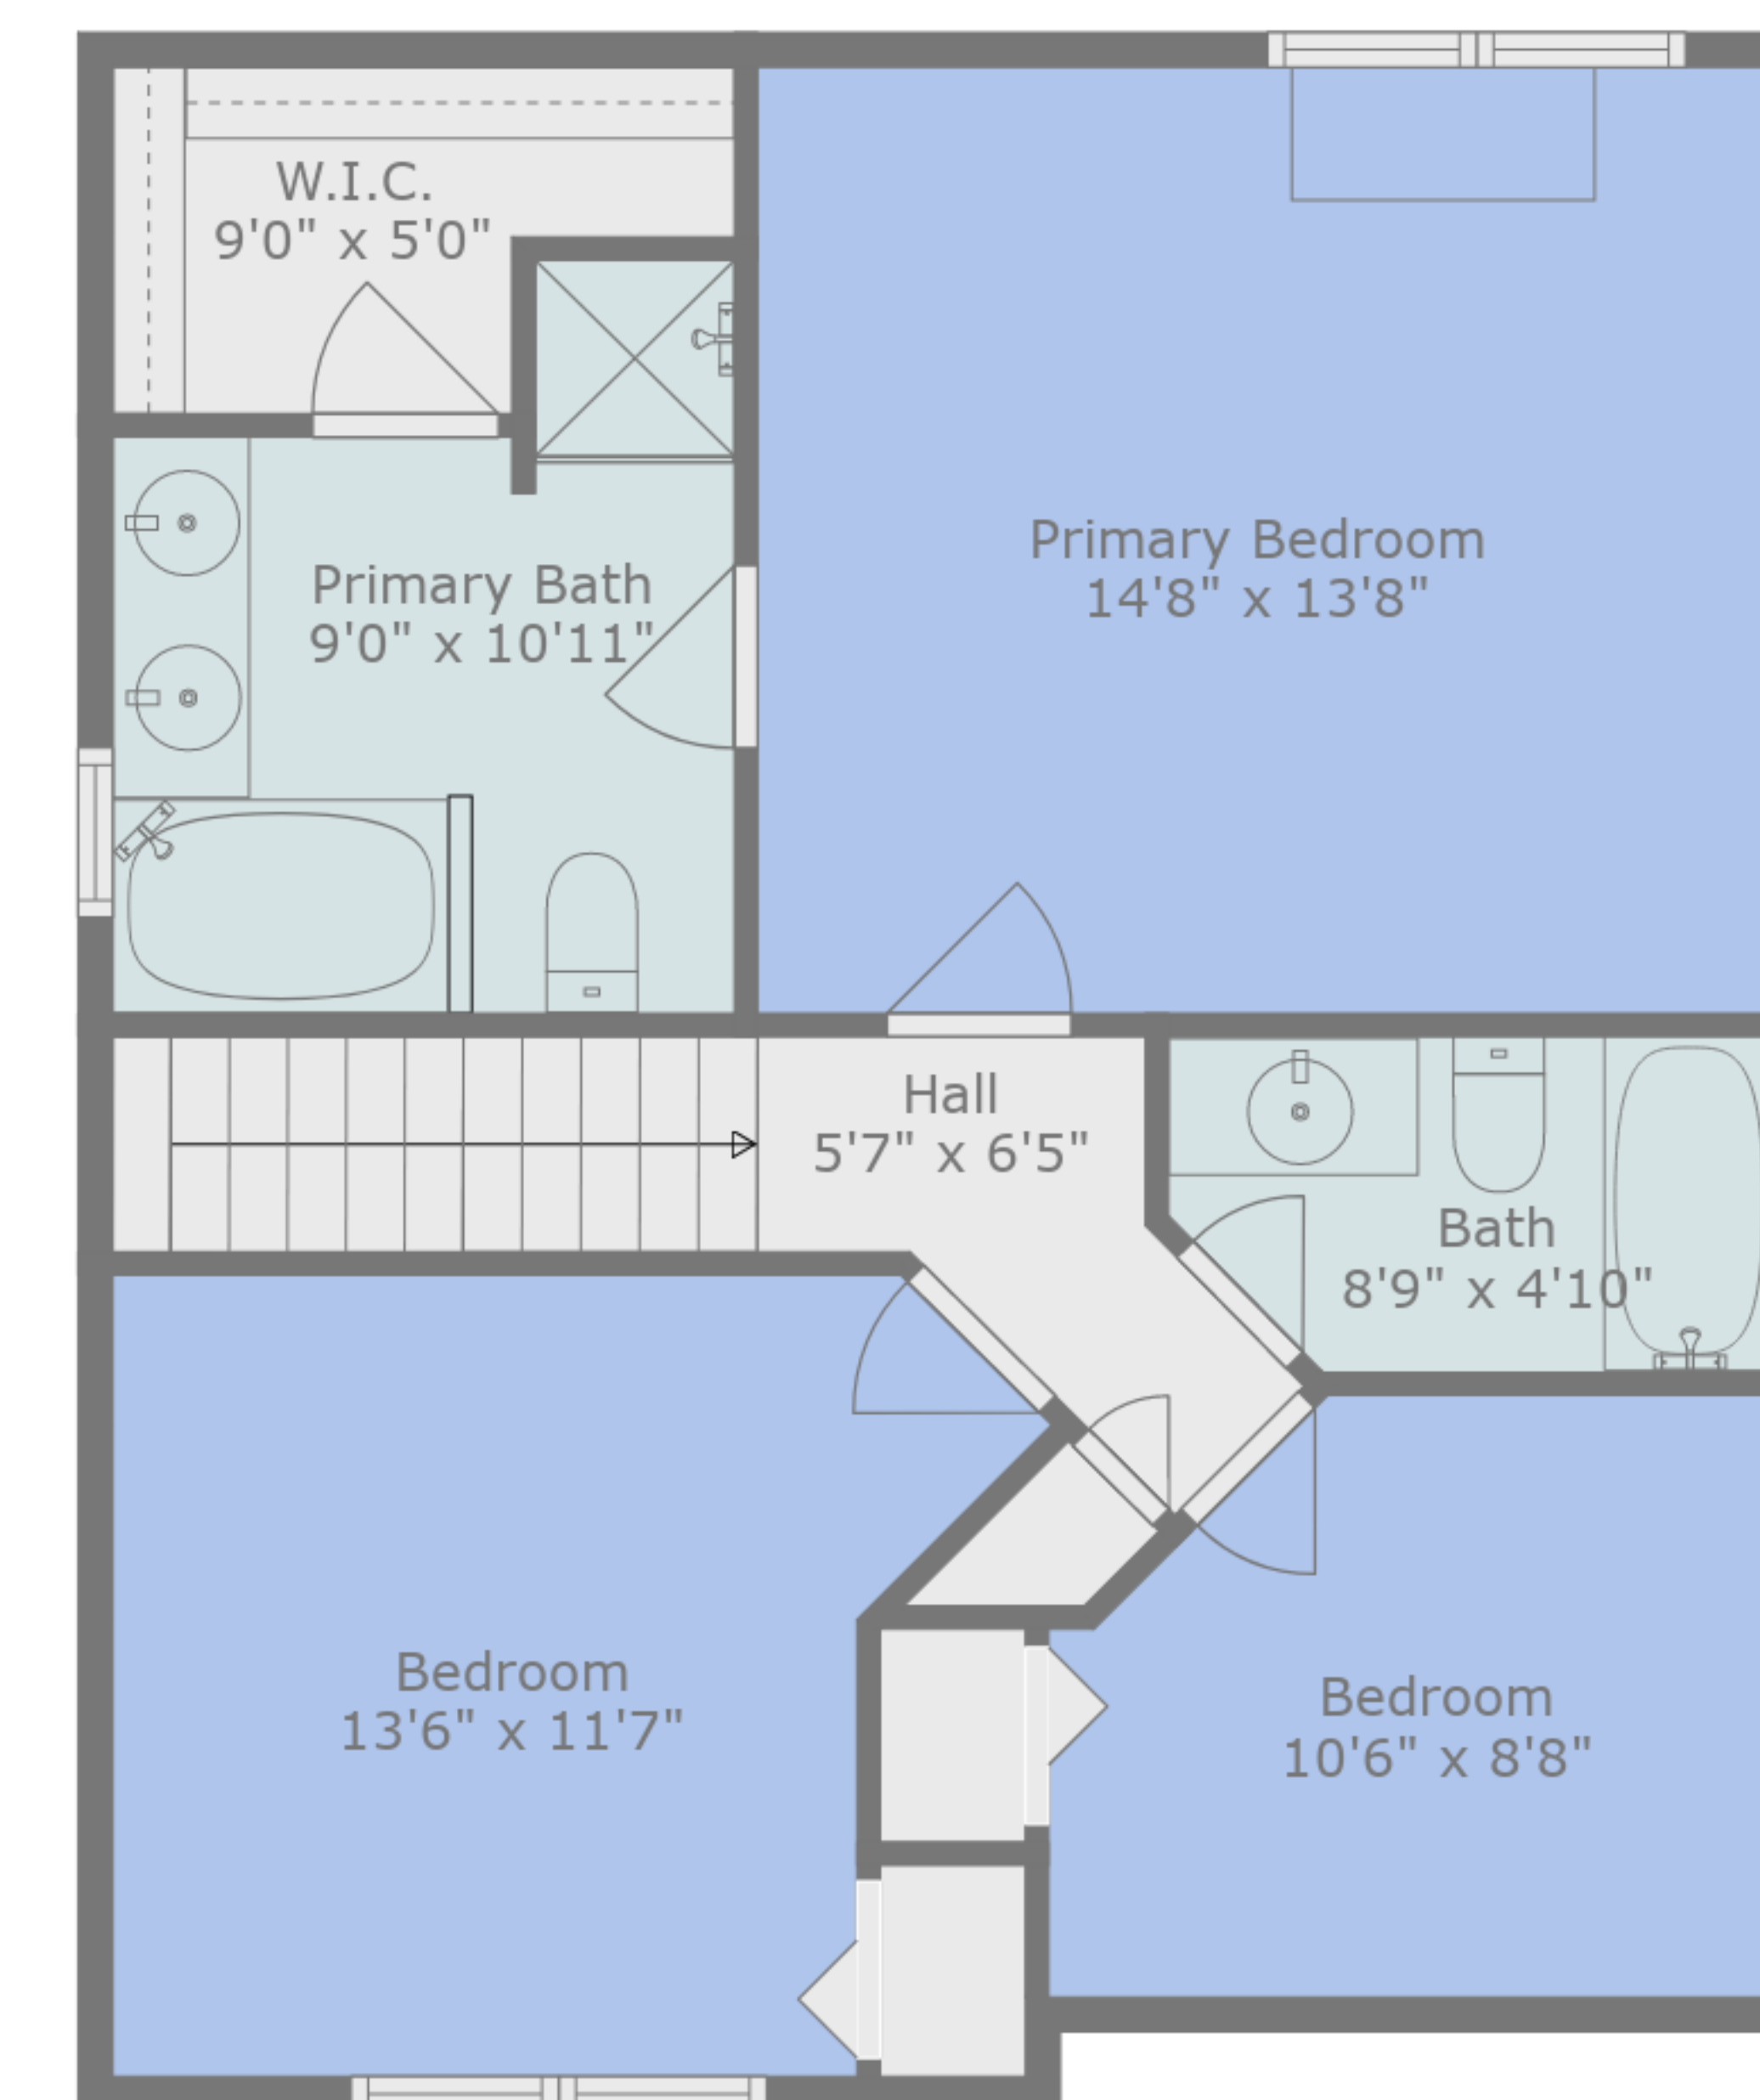 W.I.C.
9'0" x 5'0"
Primary Bedroom
14'8" x 13'8"
Primary Bath
9'0" x 10'11"
Hall
5'7" x 6'5"
Bath
8'9" x 4'10"
Bedroom
13'6" x 11'7"
Bedroom
10'6" x 8'8"